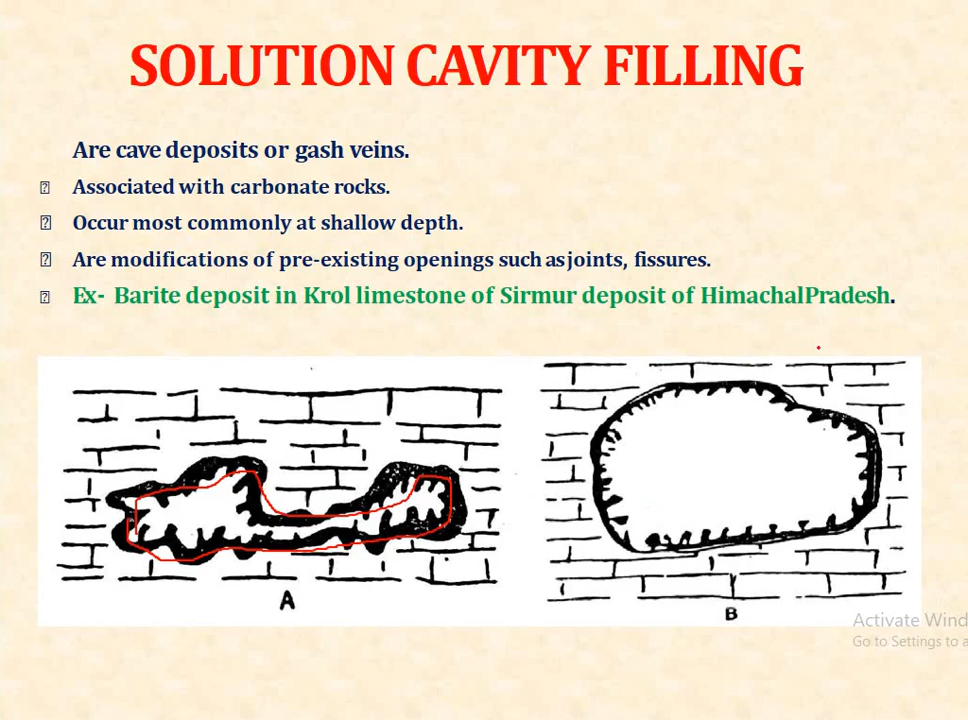 SOLUTION CAVITY FILLING
Are cave deposits or gash veins.
Associated with carbonate rocks.
Occur most commonly at shallow depth.
Are modifications of pre-existing openings such as joints, fissures.
Ex- Barite deposit in Krol limestone of Sirmur deposit of HimachalPradesh.
A
B
Activate Wind
Go to Settings to a